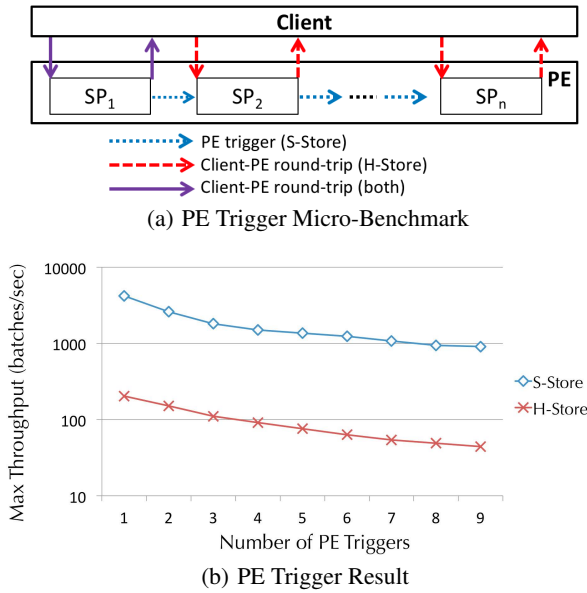 Client
PE
SP1
SP2
SPn
PE trigger (S-Store)
Client-PE round-trip (H-Store)
Client-PE round-trip (both)
(a) PE Trigger Micro-Benchmark
Max Throughput (batches/sec)
10000
1000
100
10
1 2 3 4 5 6 7 8 9
Number of PE Triggers
S-Store
H-Store
(b) PE Trigger Result